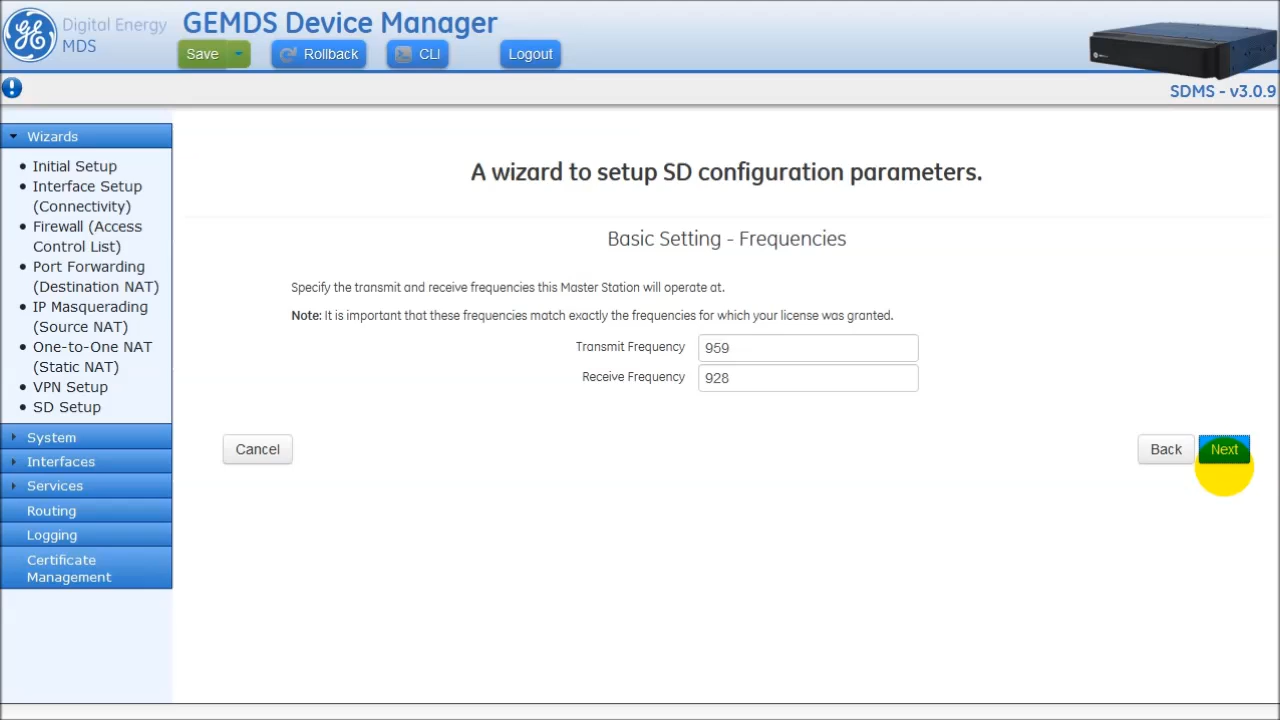 Digital Energy
MDS
GEMDS Device Manager
Save
Rollback
CLI
Logout
SDMS - v3.0.9
Wizards
Initial Setup
Interface Setup
(Connectivity)
Firewall (Access
Control List)
Port Forwarding
(Destination NAT)
IP Masquerading
(Source NAT)
One-to-One NAT
(Static NAT)
VPN Setup
SD Setup
System
Interfaces
Services
Routing
Logging
Certificate
Management
A wizard to setup SD configuration parameters.
Basic Setting - Frequencies
Specify the transmit and receive frequencies this Master Station will operate at.
Note: It is important that these frequencies match exactly the frequencies for which your license was granted.
Transmit Frequency 959
Receive Frequency 928
Cancel
Back
Next